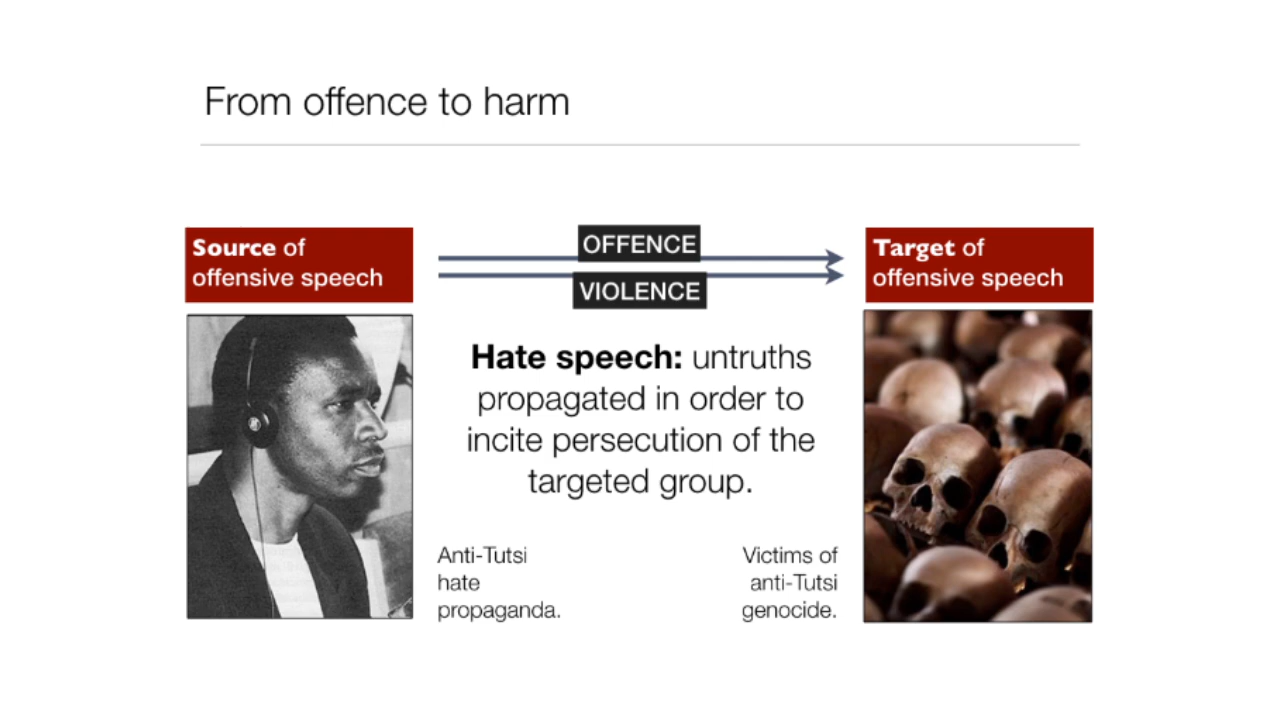 From offence to harm
Source of
offensive speech
OFFENCE
VIOLENCE
Target of
offensive speech
Hate speech: untruths
propagated in order to
incite persecution of the
targeted group.
Anti-Tutsi
hate
propaganda.
Victims of
anti-Tutsi
genocide.